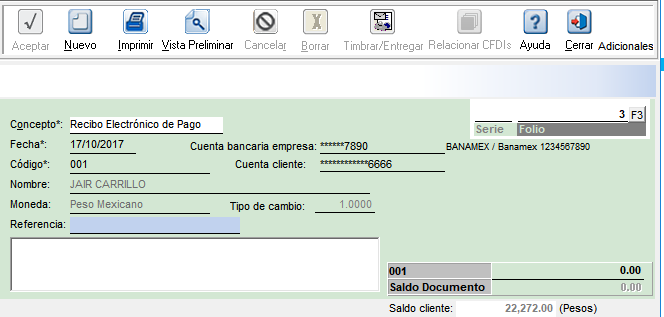 Aceptar Nuevo Imprimir Vista Preliminar Cancelar Borrar Timbrar/Entregar Relacionar CFDIs Ayuda Cerrar Adicionales
3 F3
Serie Folio
Concepto*: Recibo Electrónico de Pago
Fecha*: 17/10/2017 Cuenta bancaria empresa: ******7890 BANAMEX / Banamex 1234567890
Código*: 001 Cuenta cliente: ************6666
Nombre: JAIR CARRILLO
Moneda: Peso Mexicano Tipo de cambio: 1.0000
Referencia:
001 0.00
Saldo Documento 0.00
Saldo cliente: 22,272.00 (Pesos)